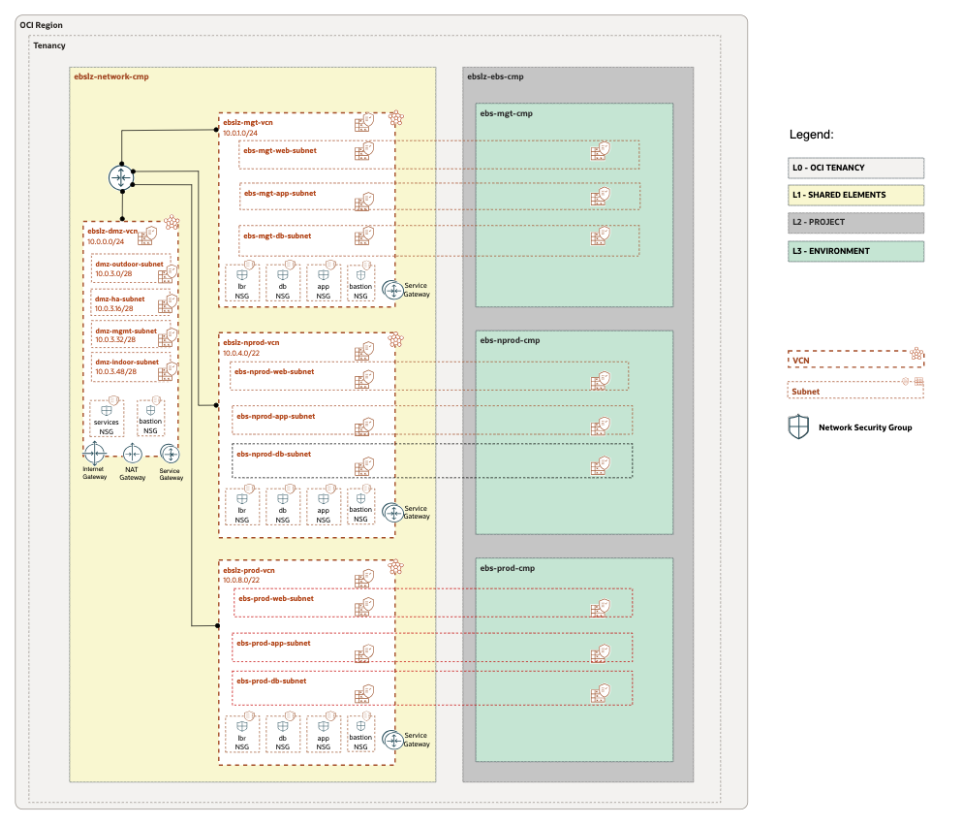 OCI Region
Tenancy
ebslz-network-cmp
ebslz-dmz-vcn
10.0.0.0/24
dmz-outdoor-subnet
10.0.3.0/28
dmz-ha-subnet
10.0.3.16/28
dmz-mgmt-subnet
10.0.3.32/28
dmz-indoor-subnet
10.0.3.48/28
services
NSG
bastion
NSG
Internet
Gateway
NAT
Gateway
Service
Gateway
ebslz-mgt-vcn
10.0.1.0/24
ebs-mgt-web-subnet
ebs-mgt-app-subnet
ebs-mgt-db-subnet
lbr
NSG
db
NSG
app
NSG
bastion
NSG
Service
Gateway
ebslz-nprod-vcn
10.0.4.0/22
ebs-nprod-web-subnet
ebs-nprod-app-subnet
ebs-nprod-db-subnet
lbr
NSG
db
NSG
app
NSG
bastion
NSG
Service
Gateway
ebslz-prod-vcn
10.0.8.0/22
ebs-prod-web-subnet
ebs-prod-app-subnet
ebs-prod-db-subnet
lbr
NSG
db
NSG
app
NSG
bastion
NSG
Service
Gateway
ebslz-ebs-cmp
ebs-mgt-cmp
ebs-nprod-cmp
ebs-prod-cmp
Legend:
L0 - OCI TENANCY
L1 - SHARED ELEMENTS
L2 - PROJECT
L3 - ENVIRONMENT
VCN
Subnet
Network Security Group